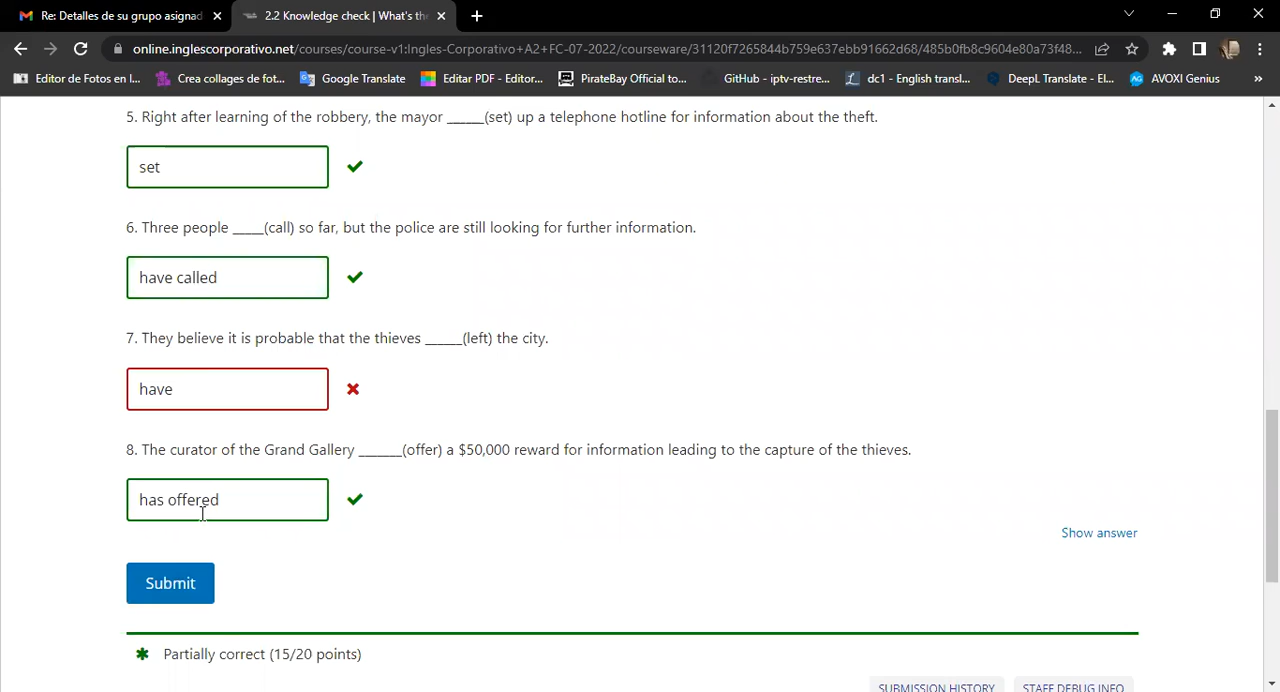 Re: Detalles de su grupo asignad
2.2 Knowledge check | What's the
online.inglescorporativo.net/courses/course-v1:Ingles-Corporativo+A2+FC-07-2022/courseware/31120f7265844b759e637ebb91662d68/485b0fb8c9604e80a73f48...
Editor de Fotos en l... Crea collages de fot... Google Translate Editar PDF - Editor... PirateBay Official to... GitHub - iptv-restre... dc1 - English transl... DeepL Translate - El... AVOXI Genius »
5. Right after learning of the robbery, the mayor ______(set) up a telephone hotline for information about the theft.
set
6. Three people _____(call) so far, but the police are still looking for further information.
have called
7. They believe it is probable that the thieves ______(left) the city.
have
8. The curator of the Grand Gallery _______(offer) a $50,000 reward for information leading to the capture of the thieves.
has offered
Show answer
Submit
Partially correct (15/20 points)
SUBMISSION HISTORY STAFF DEBUG INFO